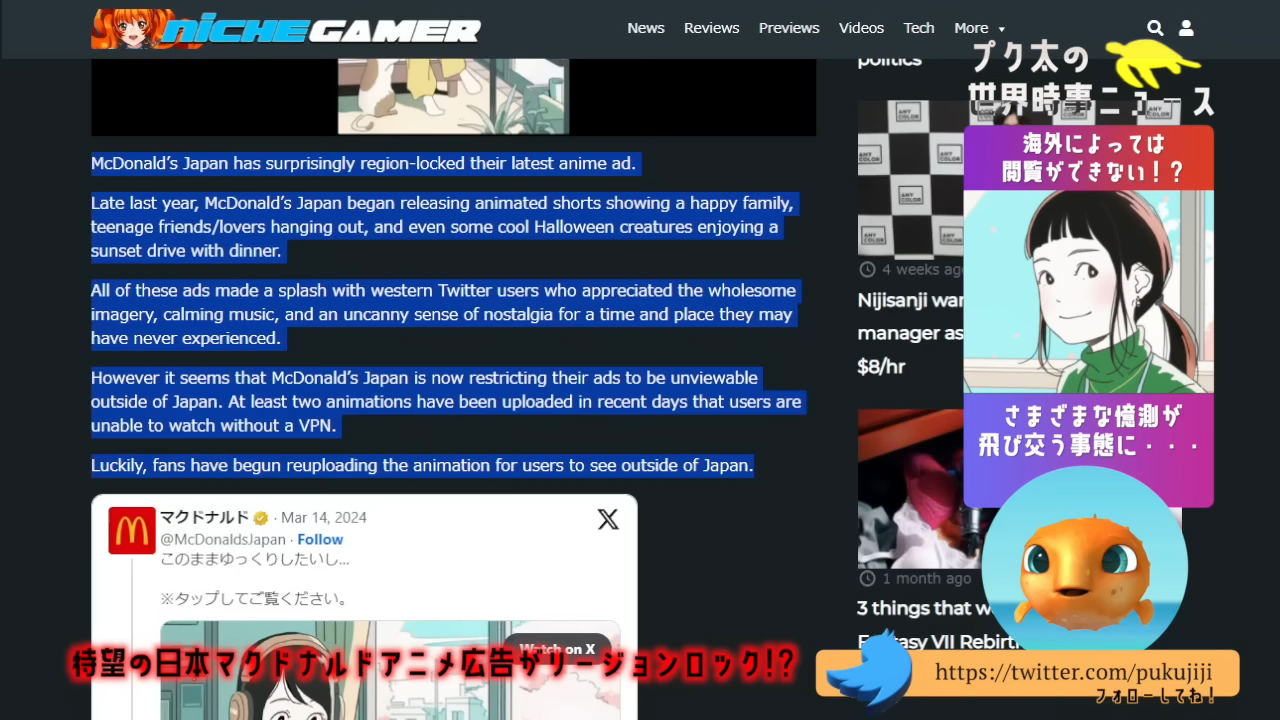 NICHEGAMER
News Reviews Previews Videos Tech More
politics
プク太の
世界時事ニュース
海外によっては
閲覧ができない！？
McDonald's Japan has surprisingly region-locked their latest anime ad.
Late last year, McDonald's Japan began releasing animated shorts showing a happy family,
teenage friends/lovers hanging out, and even some cool Halloween creatures enjoying a
sunset drive with dinner.
All of these ads made a splash with western Twitter users who appreciated the wholesome
imagery, calming music, and an uncanny sense of nostalgia for a time and place they may
have never experienced.
However it seems that McDonald's Japan is now restricting their ads to be unviewable
outside of Japan. At least two animations have been uploaded in recent days that users are
unable to watch without a VPN.
Luckily, fans have begun reuploading the animation for users to see outside of Japan.
ANY COLOR
ANY COLOR
ANY COLOR
ANY COLOR
ANY COLOR
4 weeks ago
Nijisanji
manager as
$8/hr
さまざまな憶測が
飛び交う事態に・・・
マクドナルド · Mar 14, 2024
@McDonaldsJapan · Follow
このままゆっくりしたいし…
※タップしてご覧ください。
Watch on X
1 month ago
3 things that
VII
待望の日本マクドナルドアニメ広告がリージョンロック!?
https://twitter.com/pukujiji
フォローしてね！